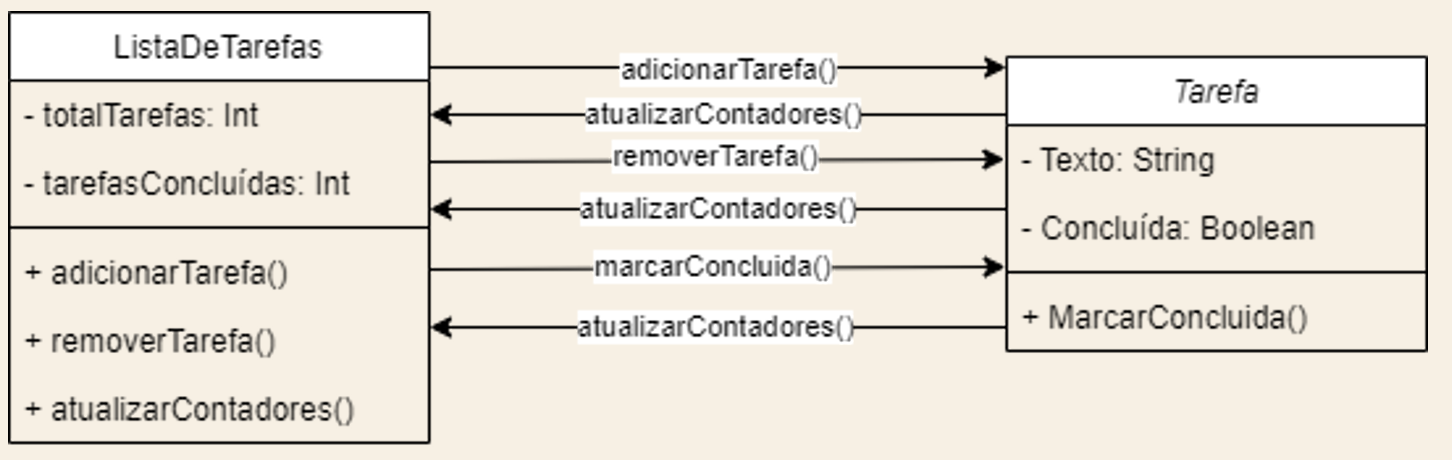 ListaDeTarefas
- totalTarefas: Int
- tarefasConcluídas: Int
+ adicionarTarefa()
+ removerTarefa()
+ atualizarContadores()
adicionarTarefa()
atualizarContadores()
removerTarefa()
atualizarContadores()
marcarConcluida()
atualizarContadores()
Tarefa
- Texto: String
- Concluída: Boolean
+ MarcarConcluida()